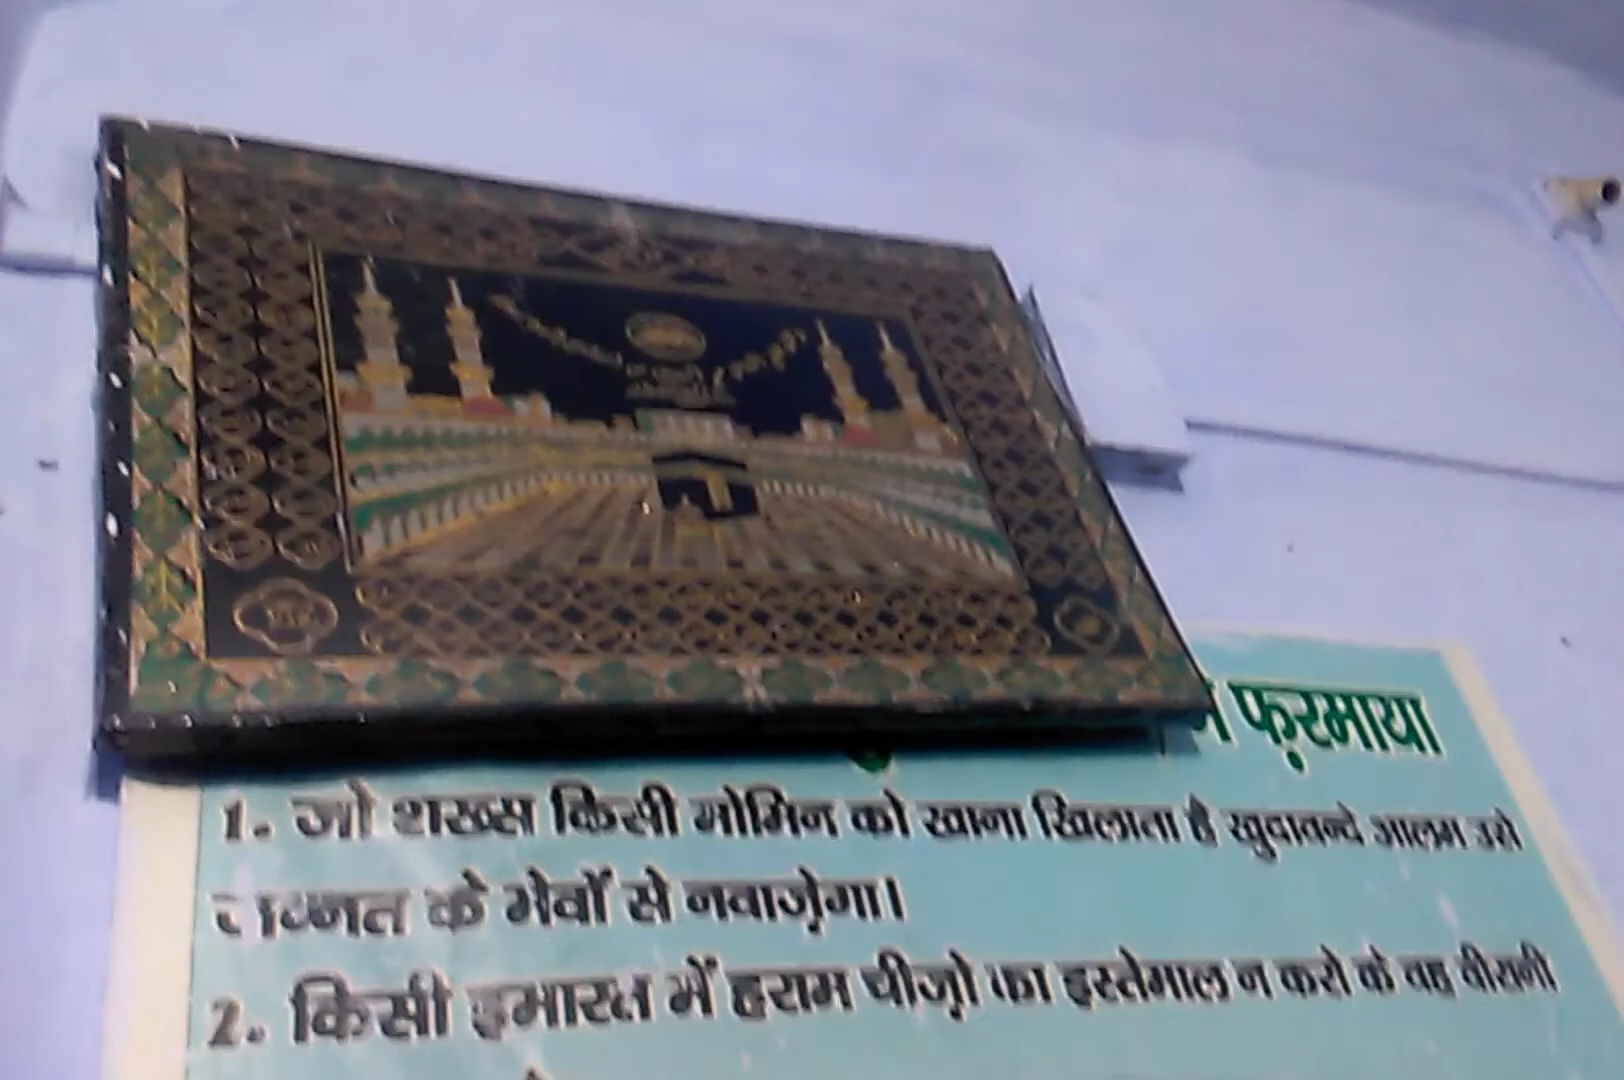 फ़रमाया
1. जो शख्स किसी मोमिन को खाना खिलाता है खुदावन्दे आलम उसे
जन्नत के मेवों से नवाज़ेगा।
2. किसी इमारत में हराम चीज़ो का इस्तेमाल न करो के वह वीरानी